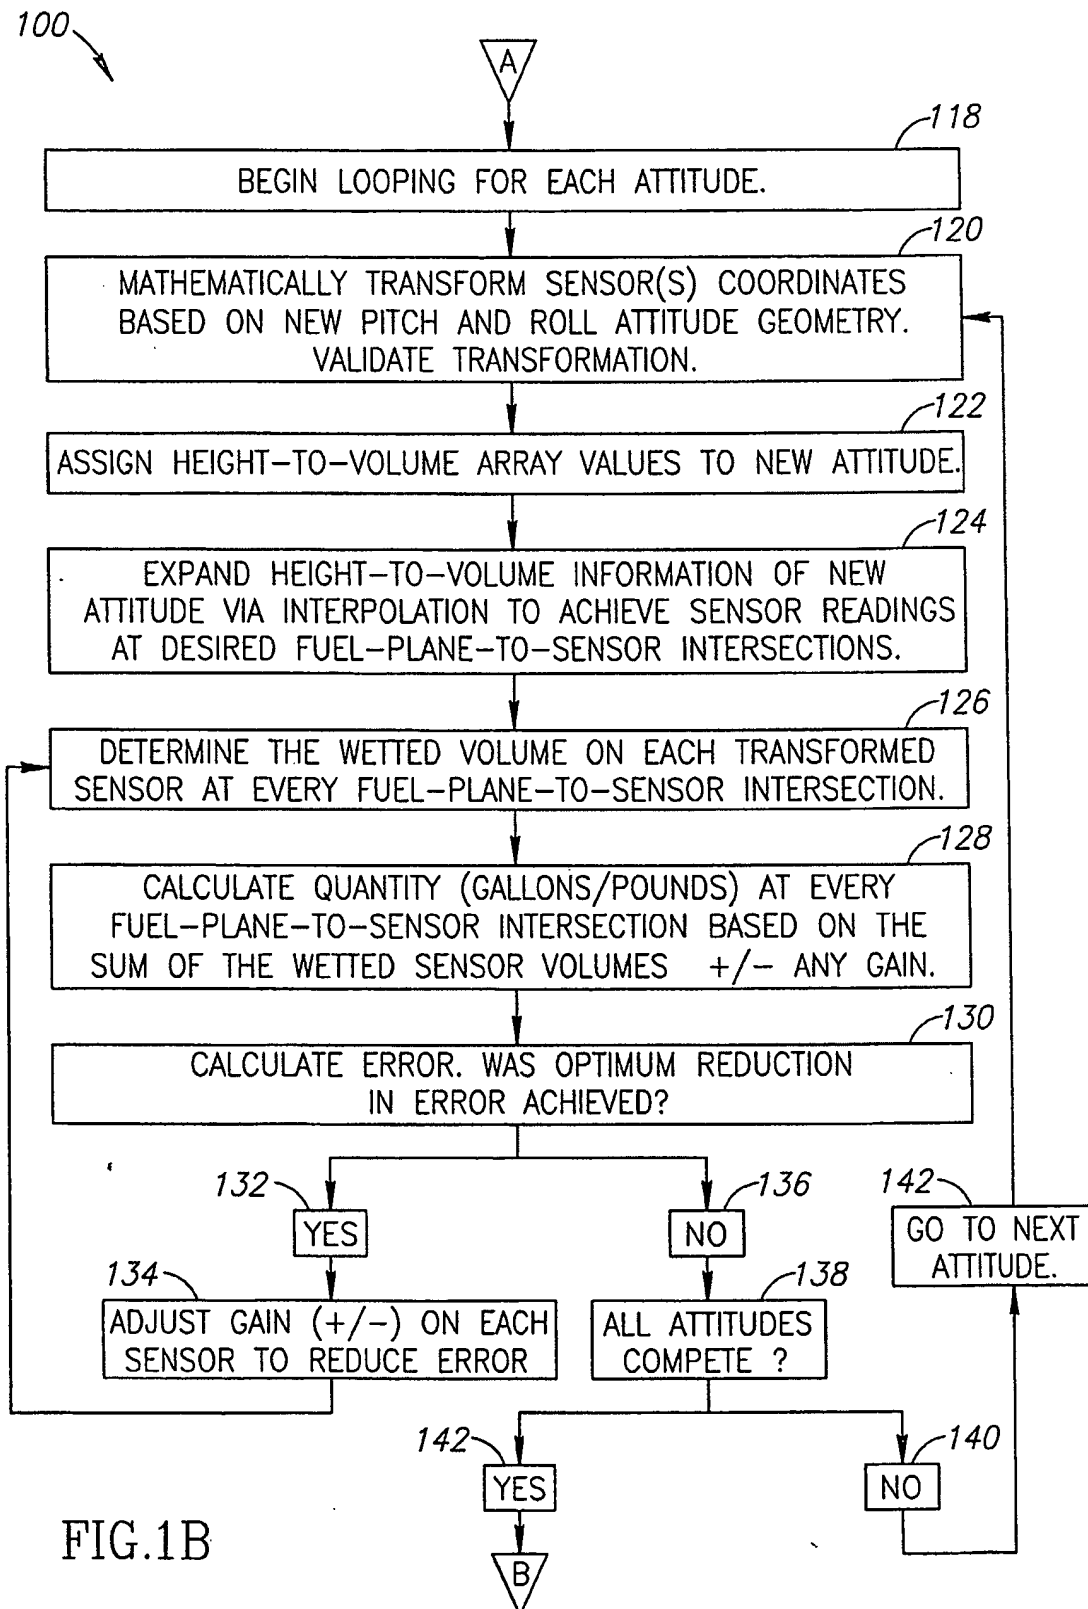 100
A
118
BEGIN LOOPING FOR EACH ATTITUDE.
120
MATHEMATICALLY TRANSFORM SENSOR(S) COORDINATES
BASED ON NEW PITCH AND ROLL ATTITUDE GEOMETRY.
VALIDATE TRANSFORMATION.
122
ASSIGN HEIGHT-TO-VOLUME ARRAY VALUES TO NEW ATTITUDE.
124
EXPAND HEIGHT-TO-VOLUME INFORMATION OF NEW
ATTITUDE VIA INTERPOLATION TO ACHIEVE SENSOR READINGS
AT DESIRED FUEL-PLANE-TO-SENSOR INTERSECTIONS.
126
DETERMINE THE WETTED VOLUME ON EACH TRANSFORMED
SENSOR AT EVERY FUEL-PLANE-TO-SENSOR INTERSECTION.
128
CALCULATE QUANTITY (GALLONS/POUNDS) AT EVERY
FUEL-PLANE-TO-SENSOR INTERSECTION BASED ON THE
SUM OF THE WETTED SENSOR VOLUMES +/- ANY GAIN.
130
CALCULATE ERROR. WAS OPTIMUM REDUCTION
IN ERROR ACHIEVED?
132
YES
136
NO
142
GO TO NEXT
ATTITUDE.
134
ADJUST GAIN (+/-) ON EACH
SENSOR TO REDUCE ERROR
138
ALL ATTITUDES
COMPETE ?
142
YES
140
NO
B
FIG.1B